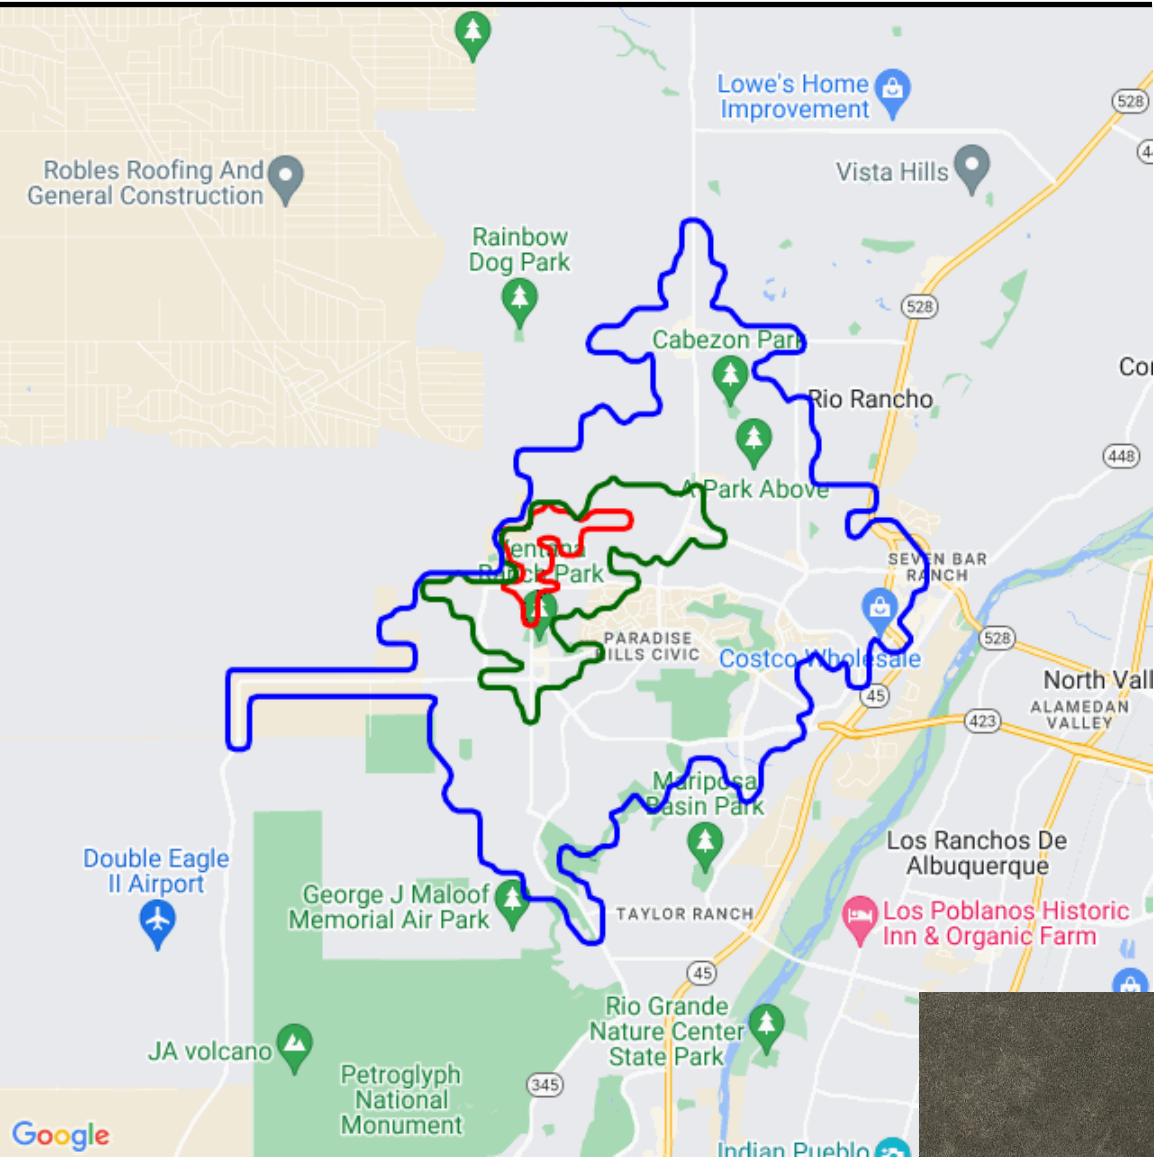 Lowe's Home
Improvement
528
Robles Roofing And
General Construction
Vista Hills
Rainbow
Dog Park
528
Cabezon Park
Rio Rancho
448
A Park Above
SEVEN BAR
RANCH
Ventana
Ranch Park
528
PARADISE
HILLS CIVIC
Costco Wholesale
45
North Vall
ALAMEDAN
VALLEY
423
Mariposa
Basin Park
Los Ranchos De
Albuquerque
Double Eagle
II Airport
George J Maloof
Memorial Air Park
TAYLOR RANCH
Los Poblanos Historic
Inn & Organic Farm
45
Rio Grande
Nature Center
State Park
JA volcano
Petroglyph
National
Monument
345
Google
Indian Pueblo